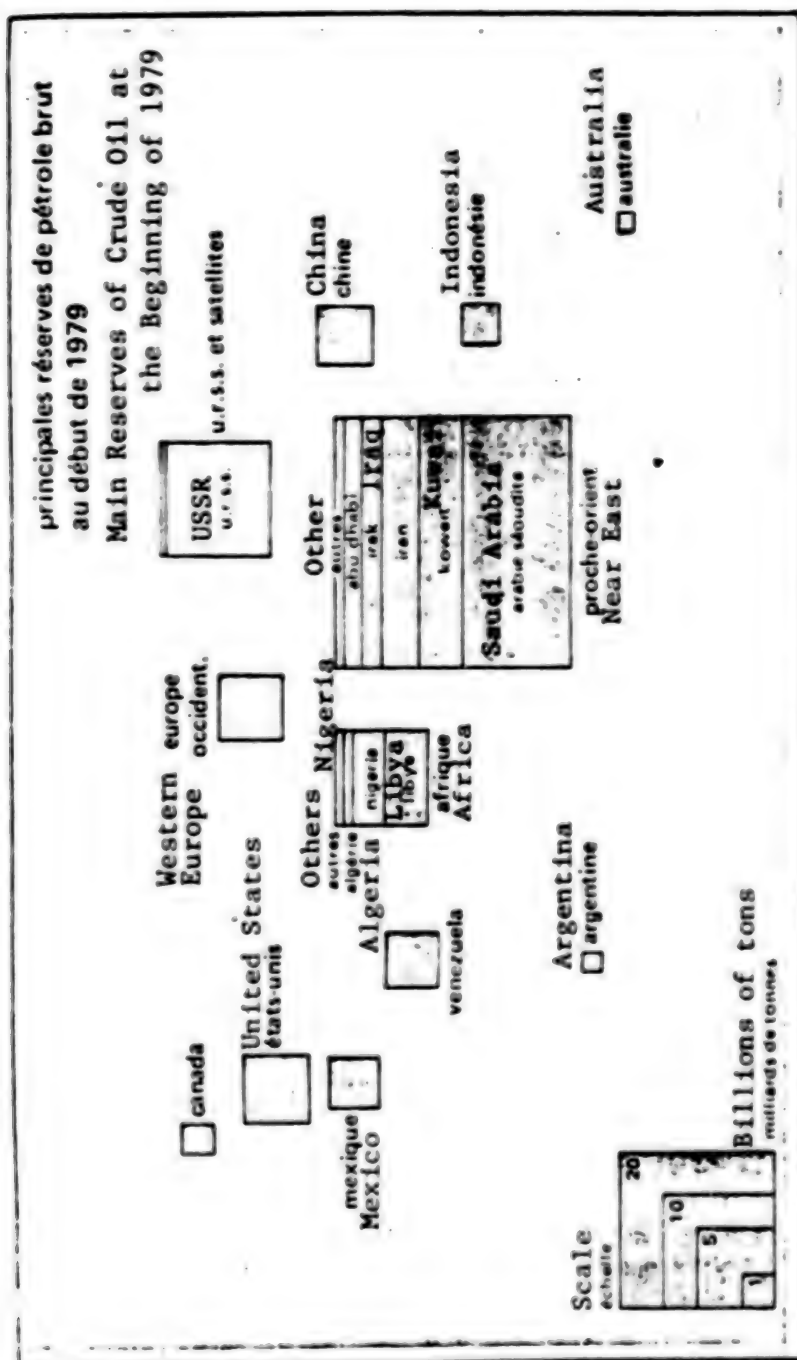 principales réserves de pétrole brut
au début de 1979
Main Reserves of Crude Oil at
the Beginning of 1979
canada
United States
états-unis
mexique
Mexico
Western europe
Europe occident.
USSR
u.r.s.s.
u.r.s.s. et satellites
China
chine
Indonesia
indonésie
Australia
australie
Others
autres
algérie
Algeria
Nigeria
nigeria
Libya
libye
afrique
Africa
venezuela
Argentina
argentine
Other
autres
abu dhabi
irak Iraq
iran
koweit
Saudi Arabia
arabie séoudite
proche-orient
Near East
Scale
échelle
20
10
5
1
Billions of tons
milliards de tonnes